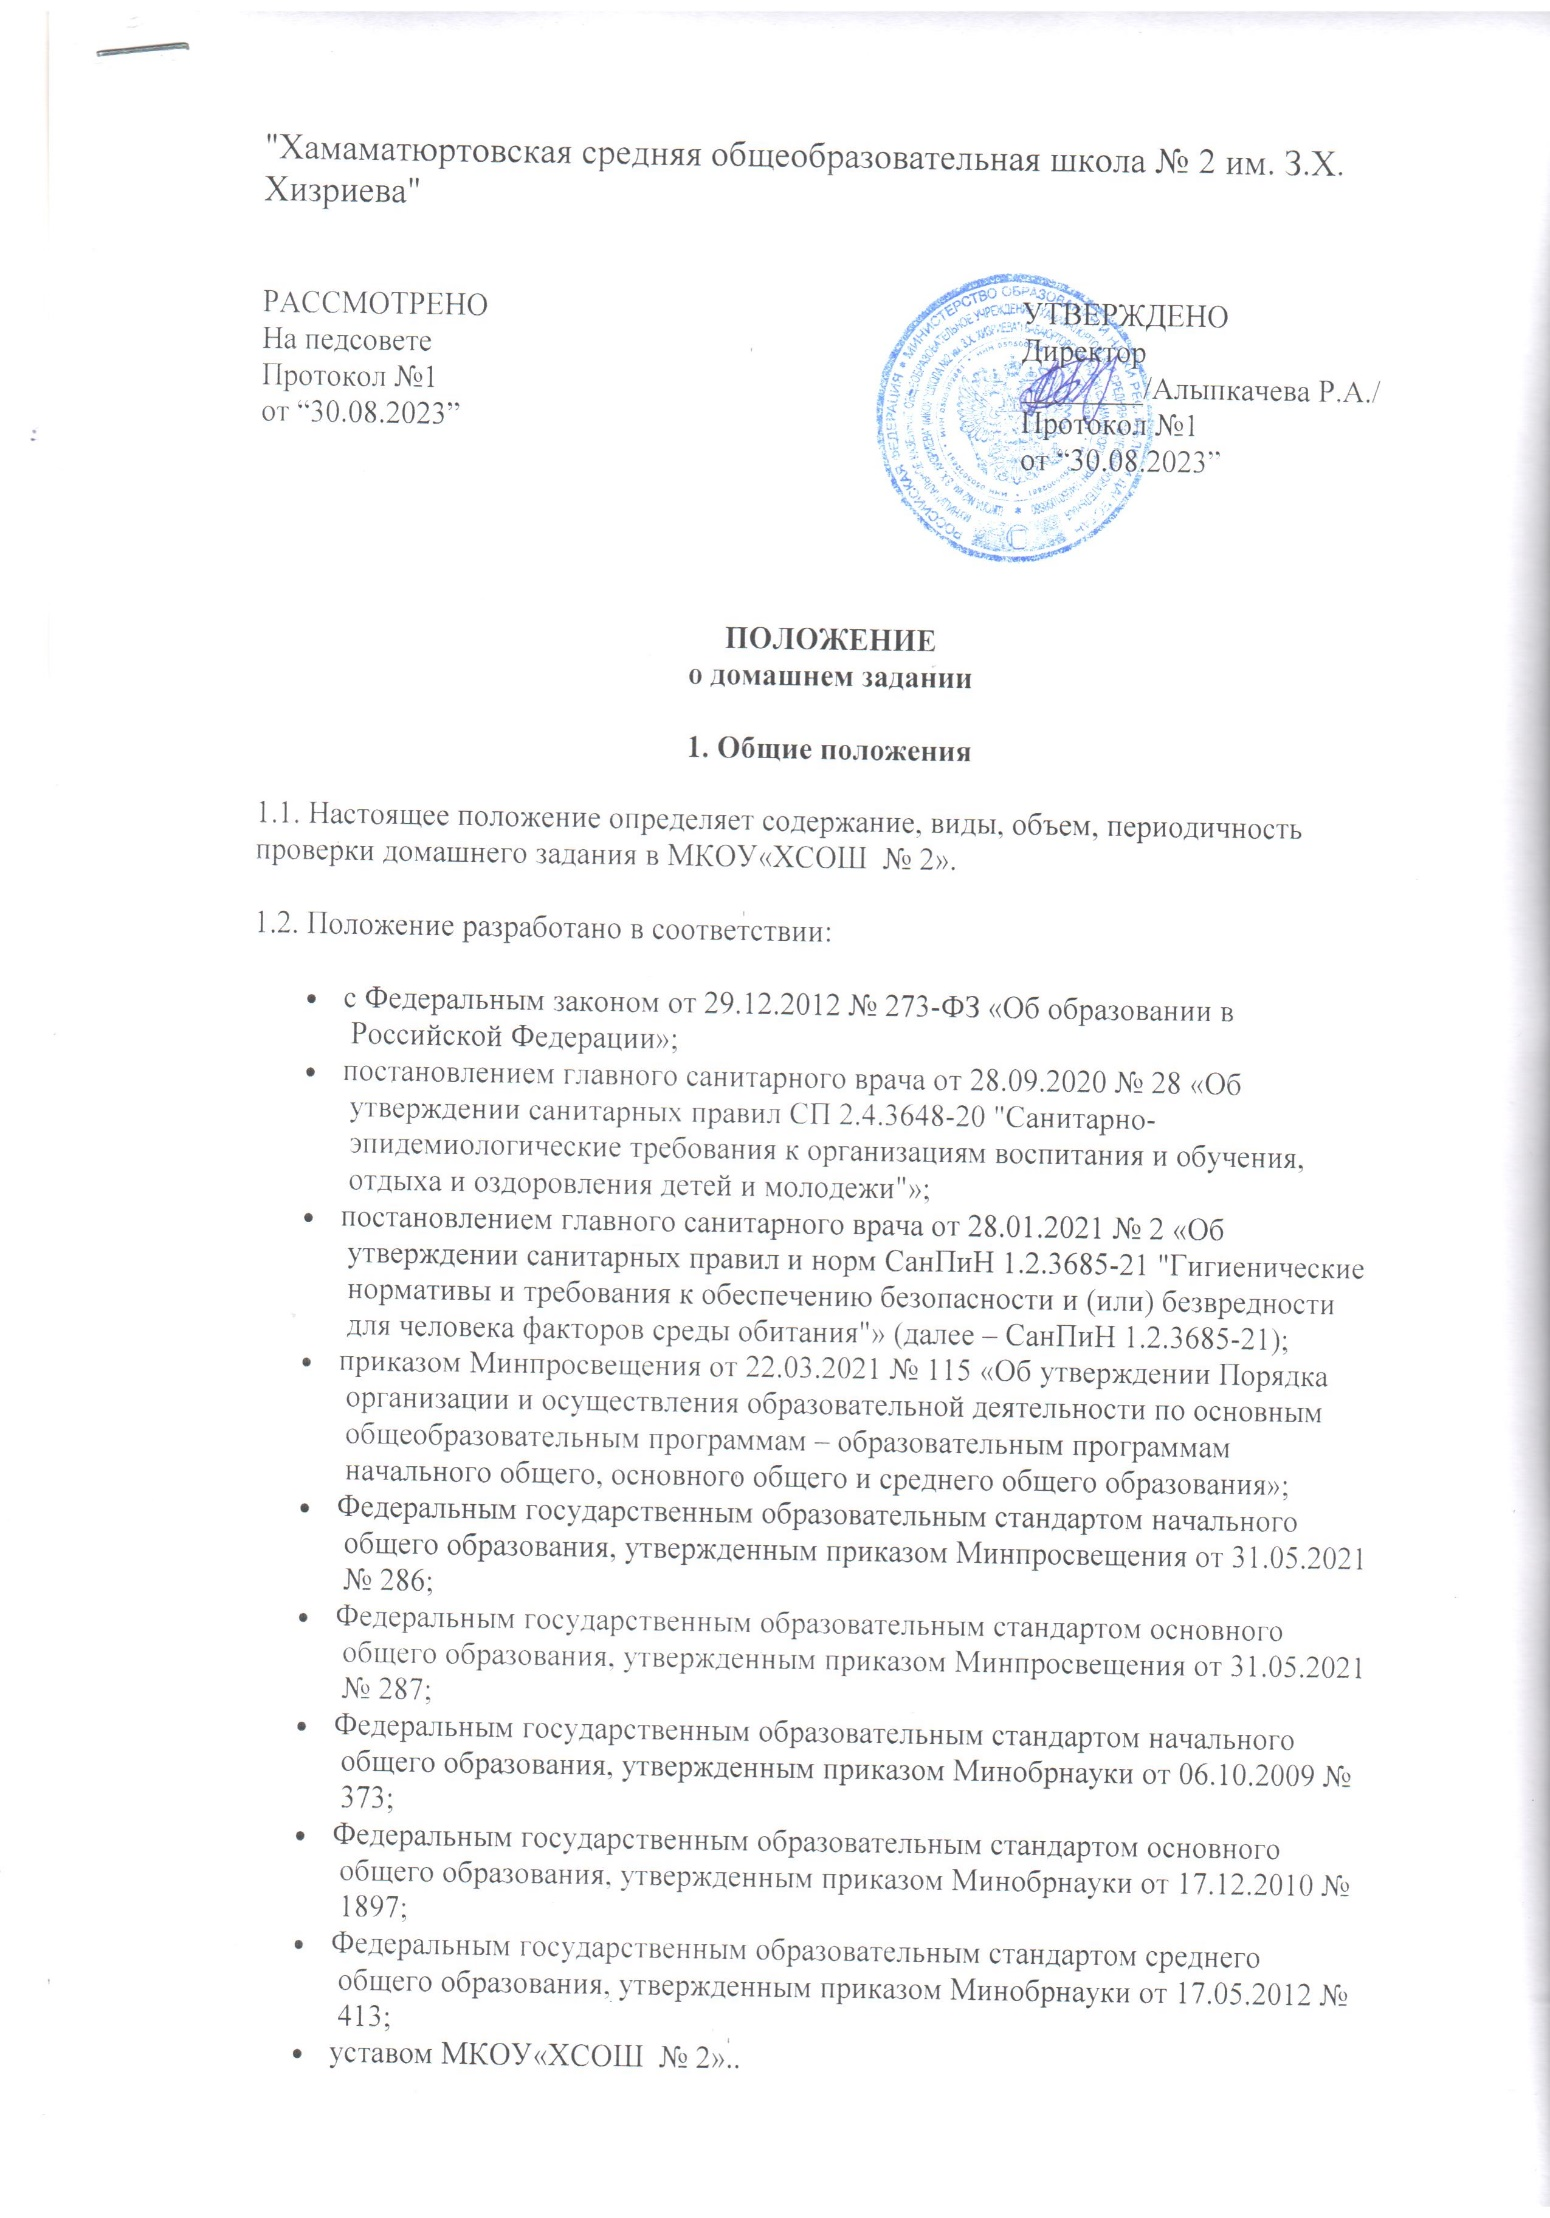 "Хамаматюртовская средняя общеобразовательная школа № 2 им. З.Х.
Хизриева"
РАССМОТРЕНО
На педсовете
Протокол №1
от “30.08.2023”
УТВЕРЖДЕНО
Директор
________/Алыпкачева Р.А./
Протокол №1
от “30.08.2023”
РОССИЙСКАЯ ФЕДЕРАЦИЯ • МИНИСТЕРСТВО ОБРАЗОВАНИЯ И НАУКИ
ПОЛОЖЕНИЕ
о домашнем задании
1. Общие положения
1.1. Настоящее положение определяет содержание, виды, объем, периодичность
проверки домашнего задания в МКОУ«ХСОШ  № 2».
1.2. Положение разработано в соответствии:
• с Федеральным законом от 29.12.2012 № 273-ФЗ «Об образовании в
Российской Федерации»;
• постановлением главного санитарного врача от 28.09.2020 № 28 «Об
утверждении санитарных правил СП 2.4.3648-20 "Санитарно-
эпидемиологические требования к организациям воспитания и обучения,
отдыха и оздоровления детей и молодежи"»;
• постановлением главного санитарного врача от 28.01.2021 № 2 «Об
утверждении санитарных правил и норм СанПиН 1.2.3685-21 "Гигиенические
нормативы и требования к обеспечению безопасности и (или) безвредности
для человека факторов среды обитания"» (далее – СанПиН 1.2.3685-21);
• приказом Минпросвещения от 22.03.2021 № 115 «Об утверждении Порядка
организации и осуществления образовательной деятельности по основным
общеобразовательным программам – образовательным программам
начального общего, основного общего и среднего общего образования»;
• Федеральным государственным образовательным стандартом начального
общего образования, утвержденным приказом Минпросвещения от 31.05.2021
№ 286;
• Федеральным государственным образовательным стандартом основного
общего образования, утвержденным приказом Минпросвещения от 31.05.2021
№ 287;
• Федеральным государственным образовательным стандартом начального
общего образования, утвержденным приказом Минобрнауки от 06.10.2009 №
373;
• Федеральным государственным образовательным стандартом основного
общего образования, утвержденным приказом Минобрнауки от 17.12.2010 №
1897;
• Федеральным государственным образовательным стандартом среднего
общего образования, утвержденным приказом Минобрнауки от 17.05.2012 №
413;
• уставом МКОУ«ХСОШ  № 2»..